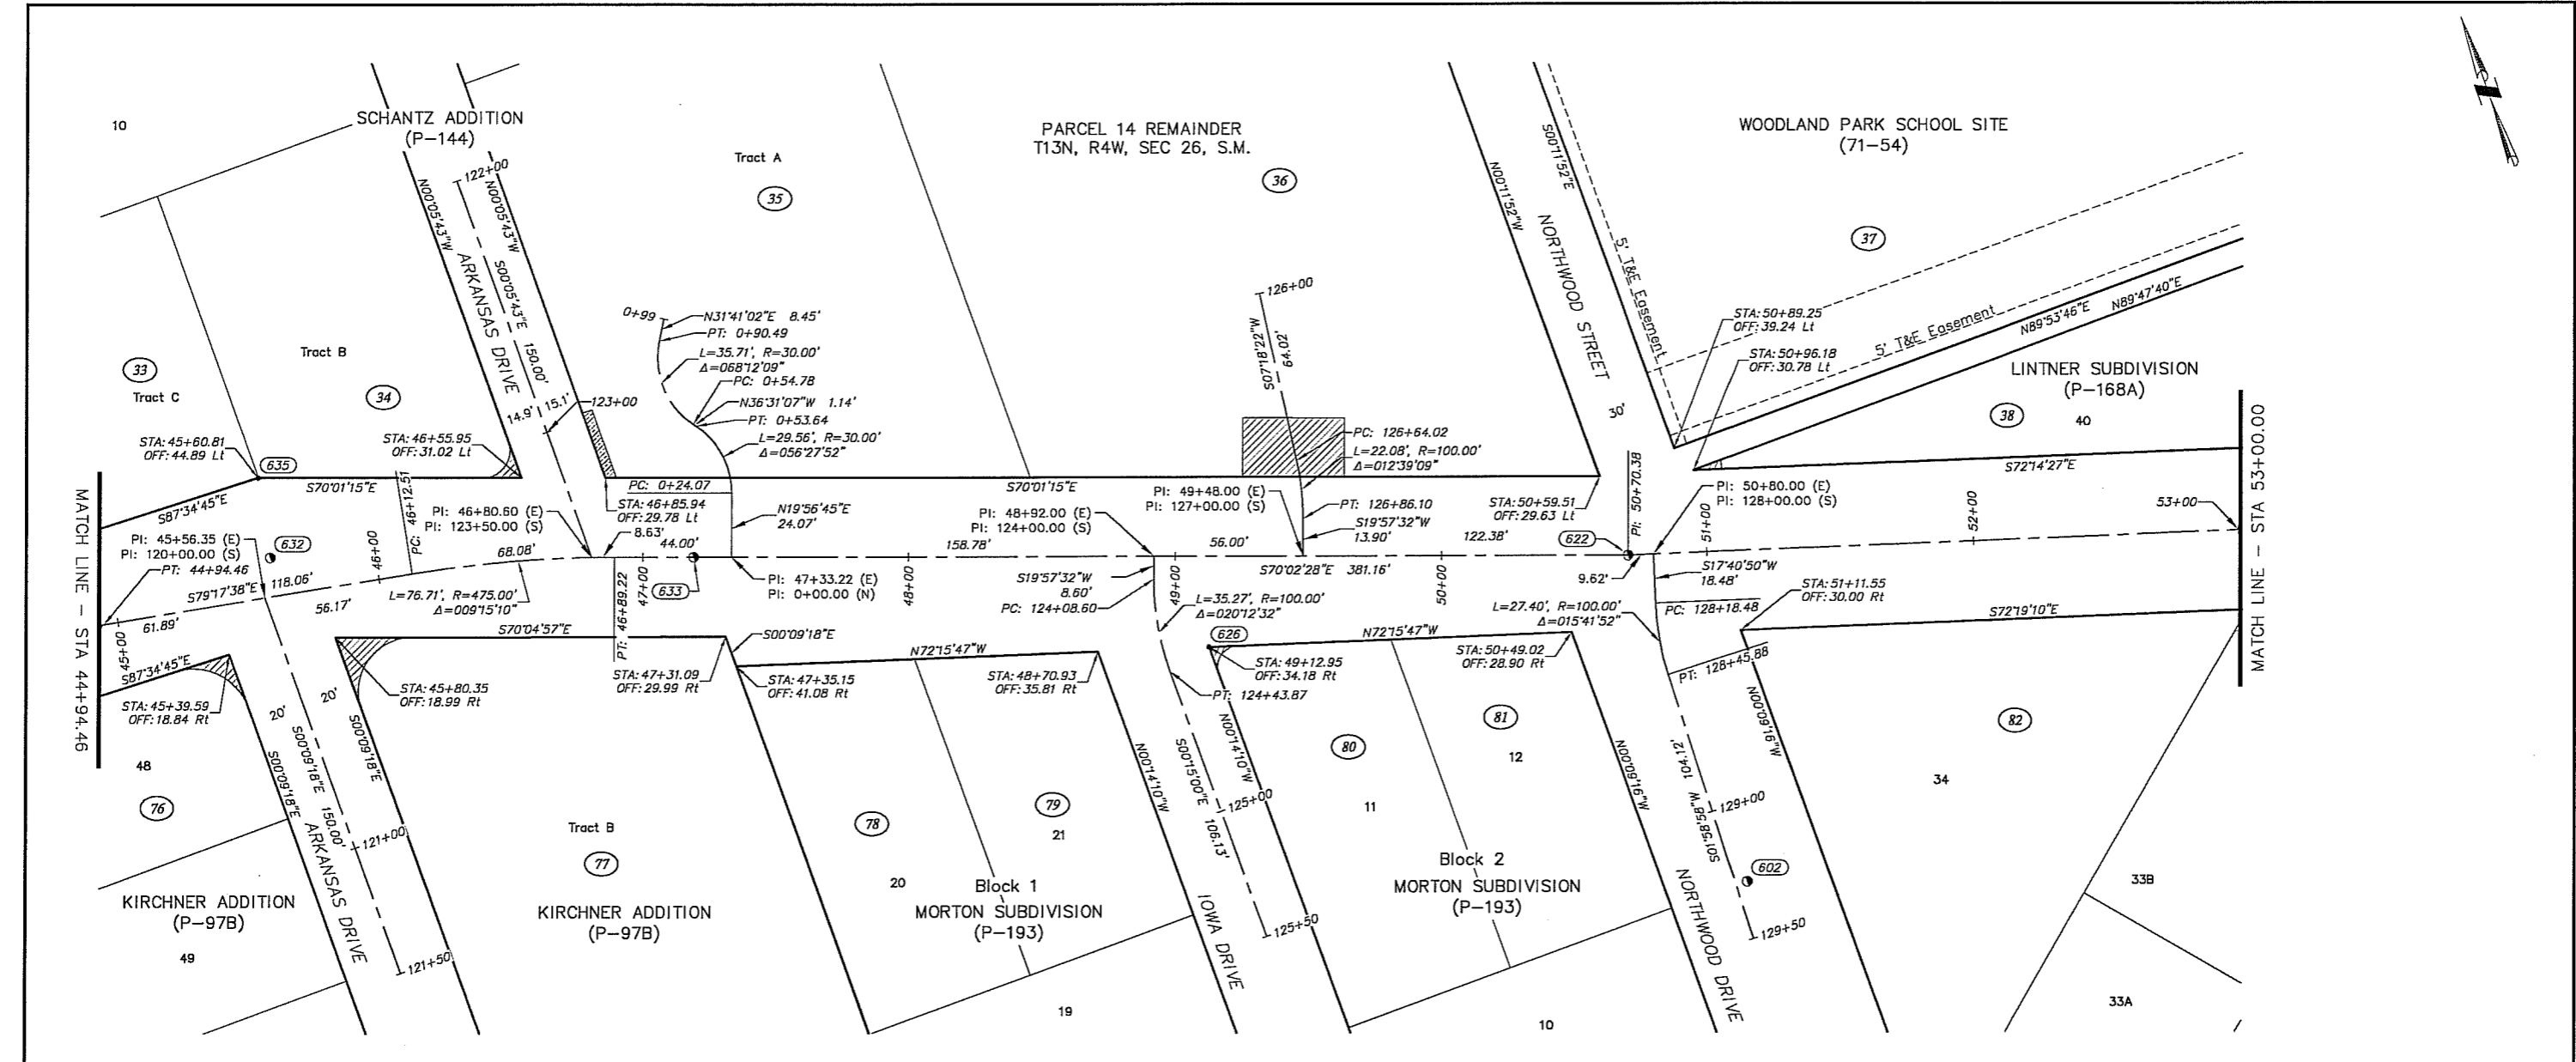 10
SCHANTZ ADDITION
(P-144)
Tract A
35
PARCEL 14 REMAINDER
T13N, R4W, SEC 26, S.M.
36
WOODLAND PARK SCHOOL SITE
(71-54)
37
122+00
N00°05'43"W
N00°05'43"W
ARKANSAS DRIVE
S00°05'43"E 150.00'
14.9'
15.1'
123+00
N00°11'52"W
NORTHWOOD STREET
30'
S00°11'52"E
5' T&E Easement
5' T&E Easement
N89°53'46"E
N89°47'40"E
126+00
S07°18'22"W
64.02'
0+99
N31°41'02"E 8.45'
PT: 0+90.49
L=35.71', R=30.00'
Δ=068°12'09"
PC: 0+54.78
N36°31'07"W 1.14'
PT: 0+53.64
L=29.56', R=30.00'
Δ=056°27'52"
33
Tract C
Tract B
34
STA: 45+60.81
OFF: 44.89 Lt
635
STA: 46+55.95
OFF: 31.02 Lt
PC: 126+64.02
L=22.08', R=100.00'
Δ=012°39'09"
STA: 50+89.25
OFF: 39.24 Lt
STA: 50+96.18
OFF: 30.78 Lt
LINTNER SUBDIVISION
(P-168A)
38
40
MATCH LINE - STA 44+94.46
S87°34'45"E
S70°01'15"E
PC: 46+12.51
PC: 0+24.07
STA: 46+85.94
OFF: 29.78 Lt
N19°56'45"E
24.07'
S70°01'15"E
PI: 49+48.00 (E)
PI: 127+00.00 (S)
PT: 126+86.10
S19°57'32"W
13.90'
STA: 50+59.51
OFF: 29.63 Lt
PI: 50+70.38
PI: 50+80.00 (E)
PI: 128+00.00 (S)
S72°14'27"E
MATCH LINE - STA 53+00.00
PI: 46+80.60 (E)
PI: 123+50.00 (S)
PI: 48+92.00 (E)
PI: 124+00.00 (S)
PI: 45+56.35 (E)
PI: 120+00.00 (S)
PT: 44+94.46
632
46+00
68.08'
8.63'
44.00'
158.78'
56.00'
122.38'
622
51+00
52+00
53+00
S79°17'38"E
118.06'
56.17'
61.89'
45+00
L=76.71', R=475.00'
Δ=009°15'10"
PT: 46+89.22
47+00
633
PI: 47+33.22 (E)
PI: 0+00.00 (N)
48+00
S19°57'32"W
8.60'
PC: 124+08.60
49+00
S70°02'28"E 381.16'
50+00
9.62'
S17°40'50"W
18.48'
PC: 128+18.48
L=35.27', R=100.00'
Δ=020°12'32"
L=27.40', R=100.00'
Δ=015°41'52"
STA: 51+11.55
OFF: 30.00 Rt
S72°19'10"E
S87°34'45"E
S70°04'57"E
S00°09'18"E
N72°15'47"W
626
N72°15'47"W
STA: 45+39.59
OFF: 18.84 Rt
STA: 45+80.35
OFF: 18.99 Rt
STA: 47+31.09
OFF: 29.99 Rt
STA: 47+35.15
OFF: 41.08 Rt
STA: 48+70.93
OFF: 35.81 Rt
STA: 49+12.95
OFF: 34.18 Rt
PT: 124+43.87
STA: 50+49.02
OFF: 28.90 Rt
PT: 128+45.88
20'
20'
S00°09'18"E
S00°09'18"E 150.00'
S00°09'18"E
ARKANSAS DRIVE
121+00
121+50
48
76
KIRCHNER ADDITION
(P-97B)
49
Tract B
77
KIRCHNER ADDITION
(P-97B)
78
79
21
20
Block 1
MORTON SUBDIVISION
(P-193)
19
N00°14'10"W
S00°15'00"E 106.13'
N00°14'10"W
125+00
125+50
IOWA DRIVE
80
81
11
12
Block 2
MORTON SUBDIVISION
(P-193)
10
N00°09'16"W
104.12'
S01°58'58"W
N00°09'16"W
129+00
602
129+50
NORTHWOOD DRIVE
82
34
33B
33A